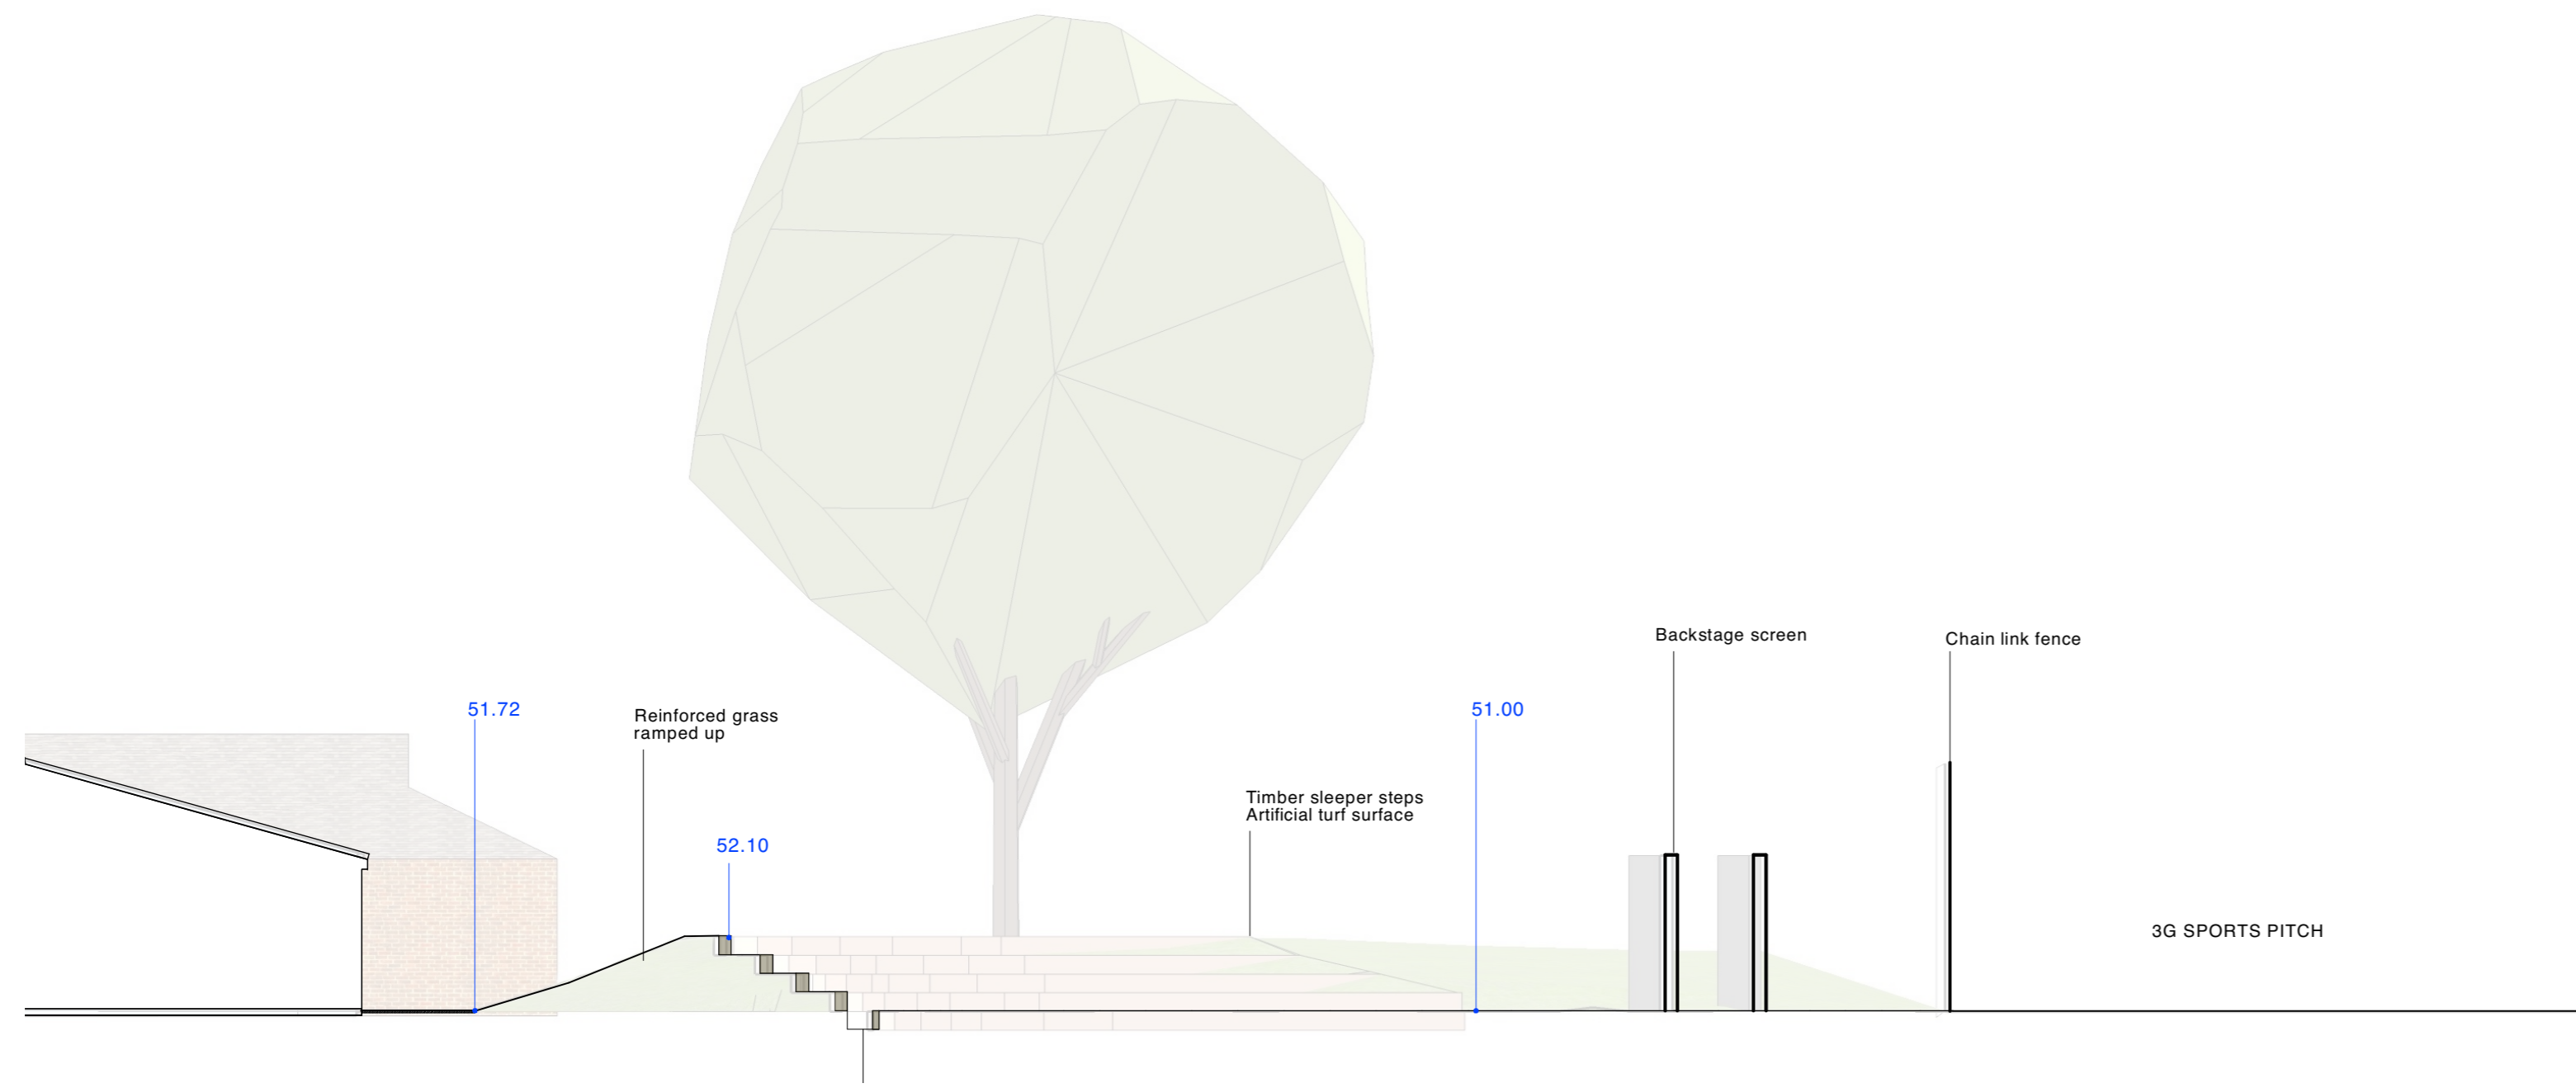 Backstage screen
Chain link fence
51.72
Reinforced grass
ramped up
51.00
Timber sleeper steps
Artificial turf surface
52.10
3G SPORTS PITCH